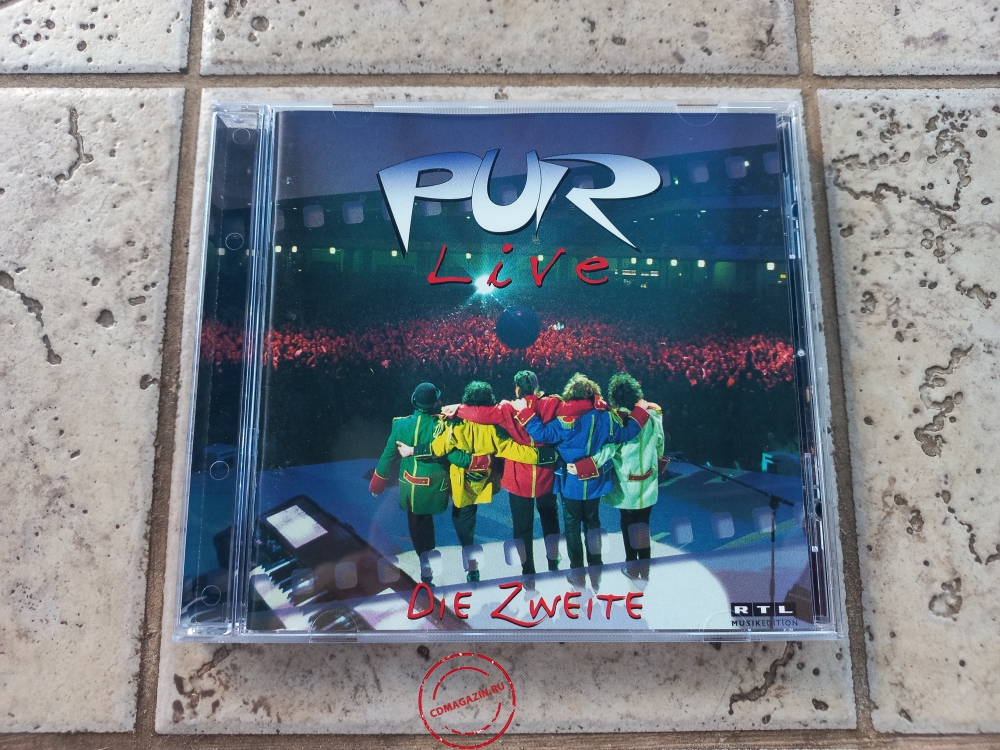 PUR
Live
DIE ZWEITE
RTL
MUSIKEDITION
CDMAGAZIN.RU